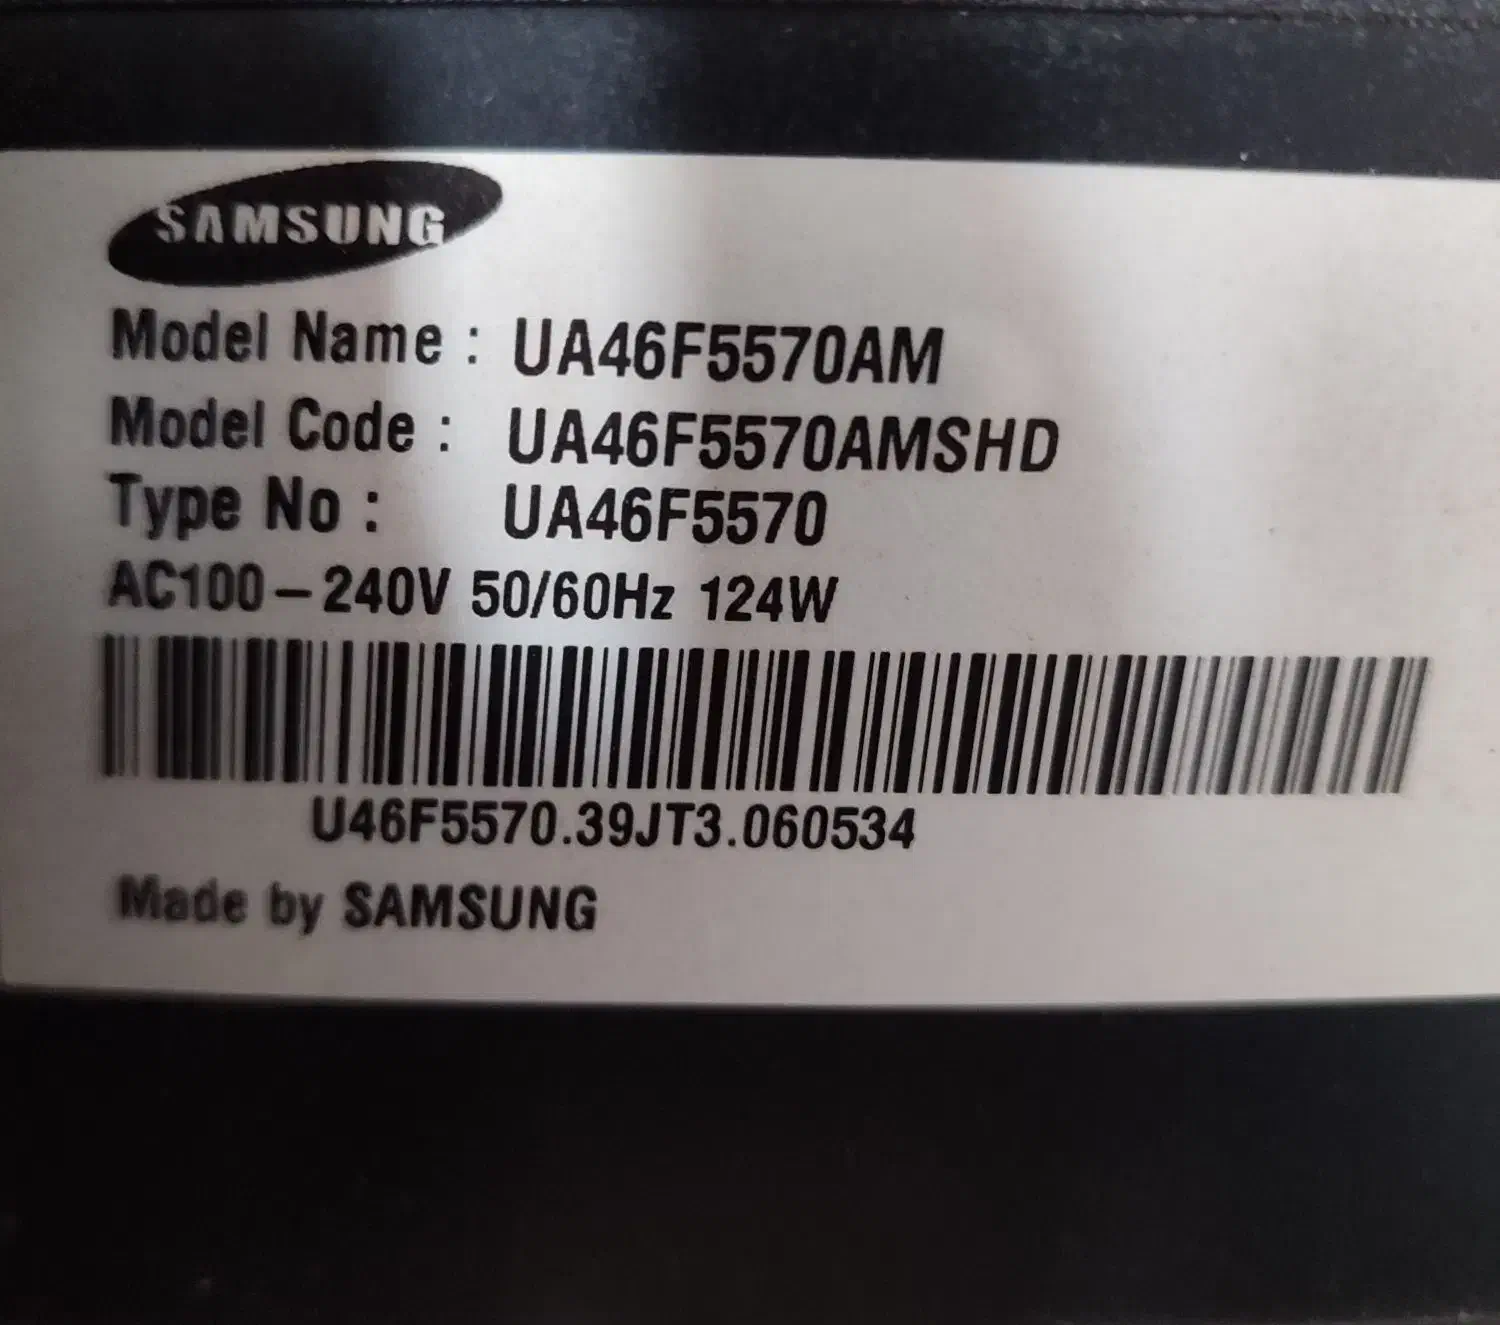 SAMSUNG
Model Name : UA46F5570AM
Model Code : UA46F5570AMSHD
Type No : UA46F5570
AC100-240V 50/60Hz 124W
U46F5570.39JT3.060534
Made by SAMSUNG